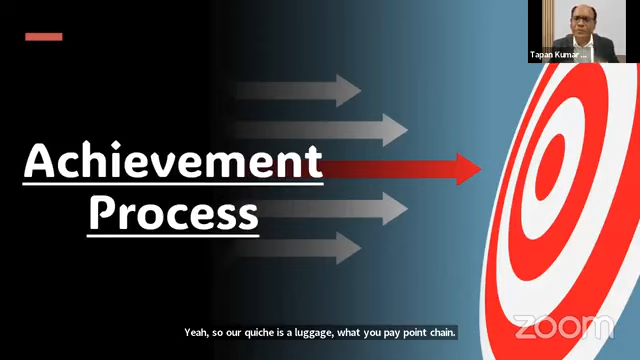 Tapan Kumar ...
Achievement
Process
Yeah, so our quiche is a luggage, what you pay point chain.
zoom